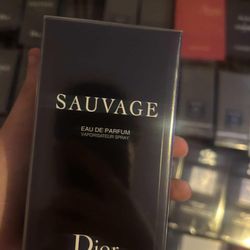 SAUVAGE
EAU DE PARFUM
VAPORISATEUR SPRAY
Dior